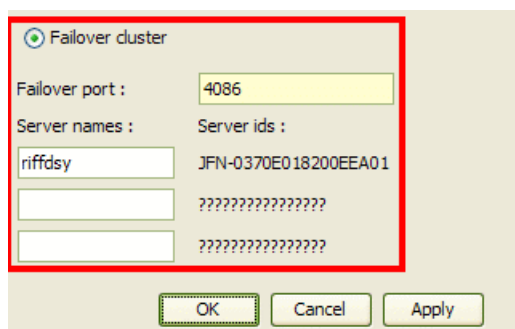 Failover cluster
Failover port : 4086
Server names : Server ids :
riffdsy JFN-0370E018200EEA01
????????????????
????????????????
OK Cancel Apply